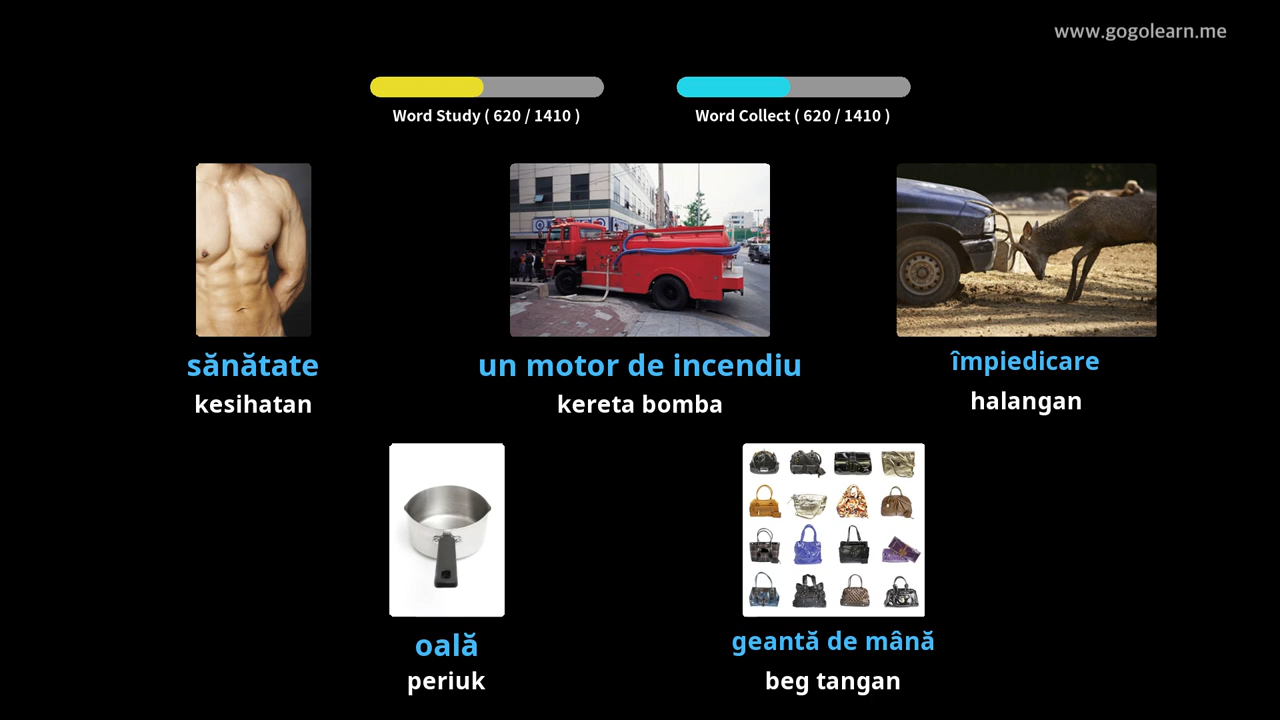 www.gogolearn.me
Word Study ( 620 / 1410 )
Word Collect ( 620 / 1410 )
sănătate
kesihatan
un motor de incendiu
kereta bomba
împiedicare
halangan
oală
periuk
geantă de mână
beg tangan